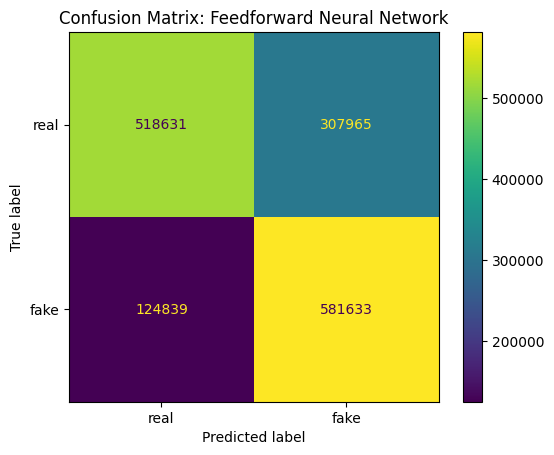 Confusion Matrix: Feedforward Neural Network
True label
real
518631
307965
fake
124839
581633
real
fake
Predicted label
500000
400000
300000
200000